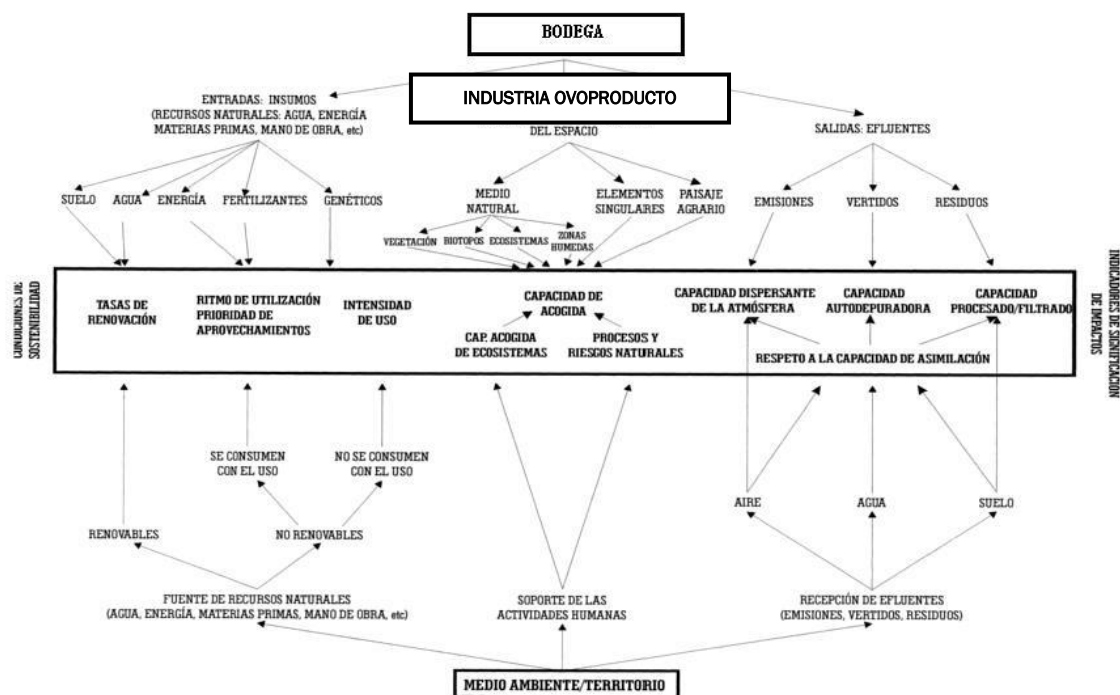 BODEGA
INDUSTRIA OVOPRODUCTO
ENTRADAS: INSUMOS
(RECURSOS NATURALES: AGUA, ENERGÍA
MATERIAS PRIMAS, MANO DE OBRA, etc)
DEL ESPACIO
SALIDAS: EFLUENTES
SUELO
AGUA
ENERGÍA
FERTILIZANTES
GENÉTICOS
MEDIO
NATURAL
ELEMENTOS
SINGULARES
PAISAJE
AGRARIO
EMISIONES
VERTIDOS
RESIDUOS
VEGETACIÓN
BIOTOPOS
ECOSISTEMAS
ZONAS
HUMEDAS
CONDICIONES DE
SOSTENIBILIDAD
TASAS DE
RENOVACIÓN
RITMO DE UTILIZACIÓN
PRIORIDAD DE
APROVECHAMIENTOS
INTENSIDAD
DE USO
CAPACIDAD DE
ACOGIDA
CAP. ACOGIDA
DE ECOSISTEMAS
PROCESOS Y
RIESGOS NATURALES
CAPACIDAD DISPERSANTE
DE LA ATMÓSFERA
CAPACIDAD
AUTODEPURADORA
CAPACIDAD
PROCESADO/FILTRADO
RESPETO A LA CAPACIDAD DE ASIMILACIÓN
INDICADORES DE SIGNIFICACION
DE IMPACTOS
SE CONSUMEN
CON EL USO
NO SE CONSUMEN
CON EL USO
AIRE
AGUA
SUELO
RENOVABLES
NO RENOVABLES
FUENTE DE RECURSOS NATURALES
(AGUA, ENERGÍA, MATERIAS PRIMAS, MANO DE OBRA, etc)
SOPORTE DE LAS
ACTIVIDADES HUMANAS
RECEPCIÓN DE EFLUENTES
(EMISIONES, VERTIDOS, RESIDUOS)
MEDIO AMBIENTE/TERRITORIO